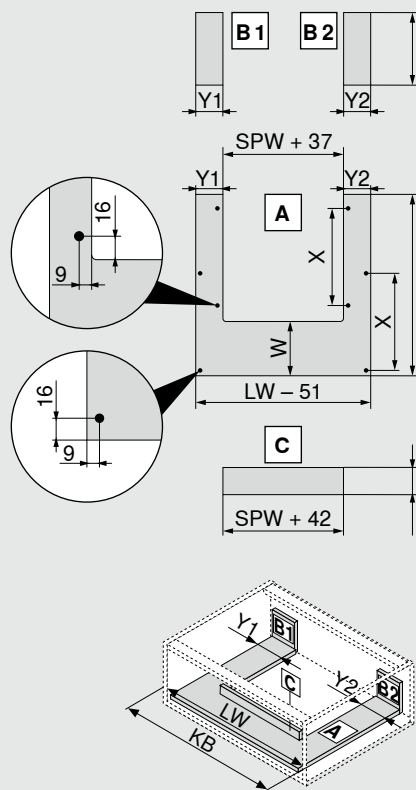 B1 B2
Y1 Y2
SPW + 37
Y1 Y2
A
16
9
X
X
W
16
9
LW – 51
C
SPW + 42
Y1
B1
Y2
B2
C
LW
A
KB